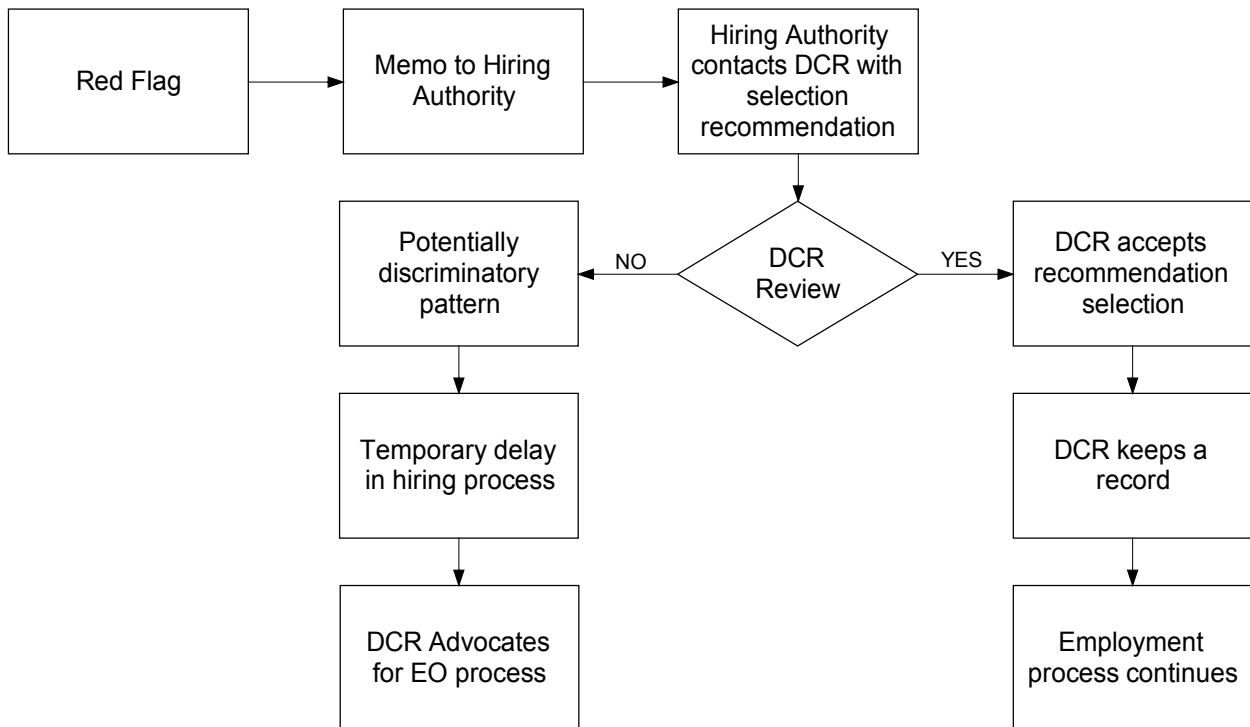 Red Flag
Memo to Hiring
Authority
Hiring Authority
contacts DCR with
selection
recommendation
Potentially
discriminatory
pattern
NO
DCR
Review
YES
DCR accepts
recommendation
selection
Temporary delay
in hiring process
DCR keeps a
record
DCR Advocates
for EO process
Employment
process continues